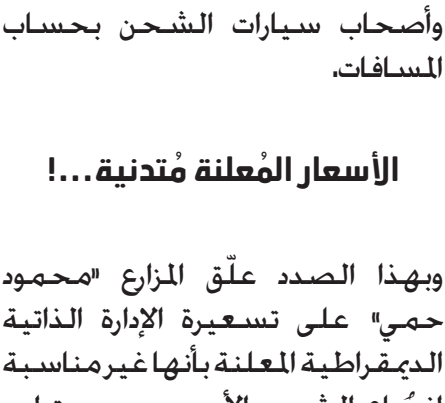 وأصحاب سيارات الشحن بحساب
المسافات.
الأسعار المُعلنة مُتدنية...!
وبهذا الصدد علّق المزارع "محمود
حمي" على تسعيرة الإدارة الذاتية
الديمقراطية المعلنة بأنها غير مناسبة